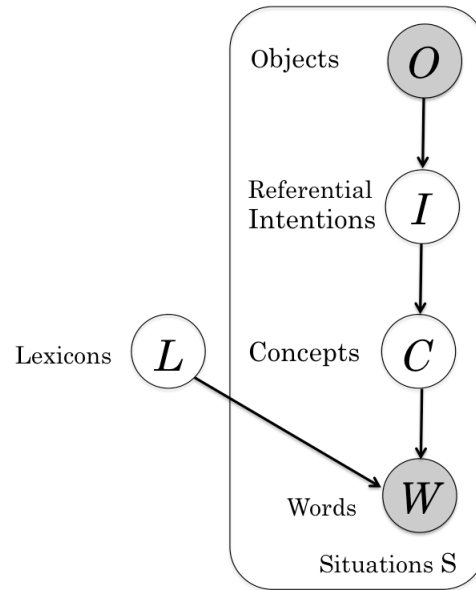 Objects O
Referential
Intentions I
Lexicons L
Concepts C
Words W
Situations S